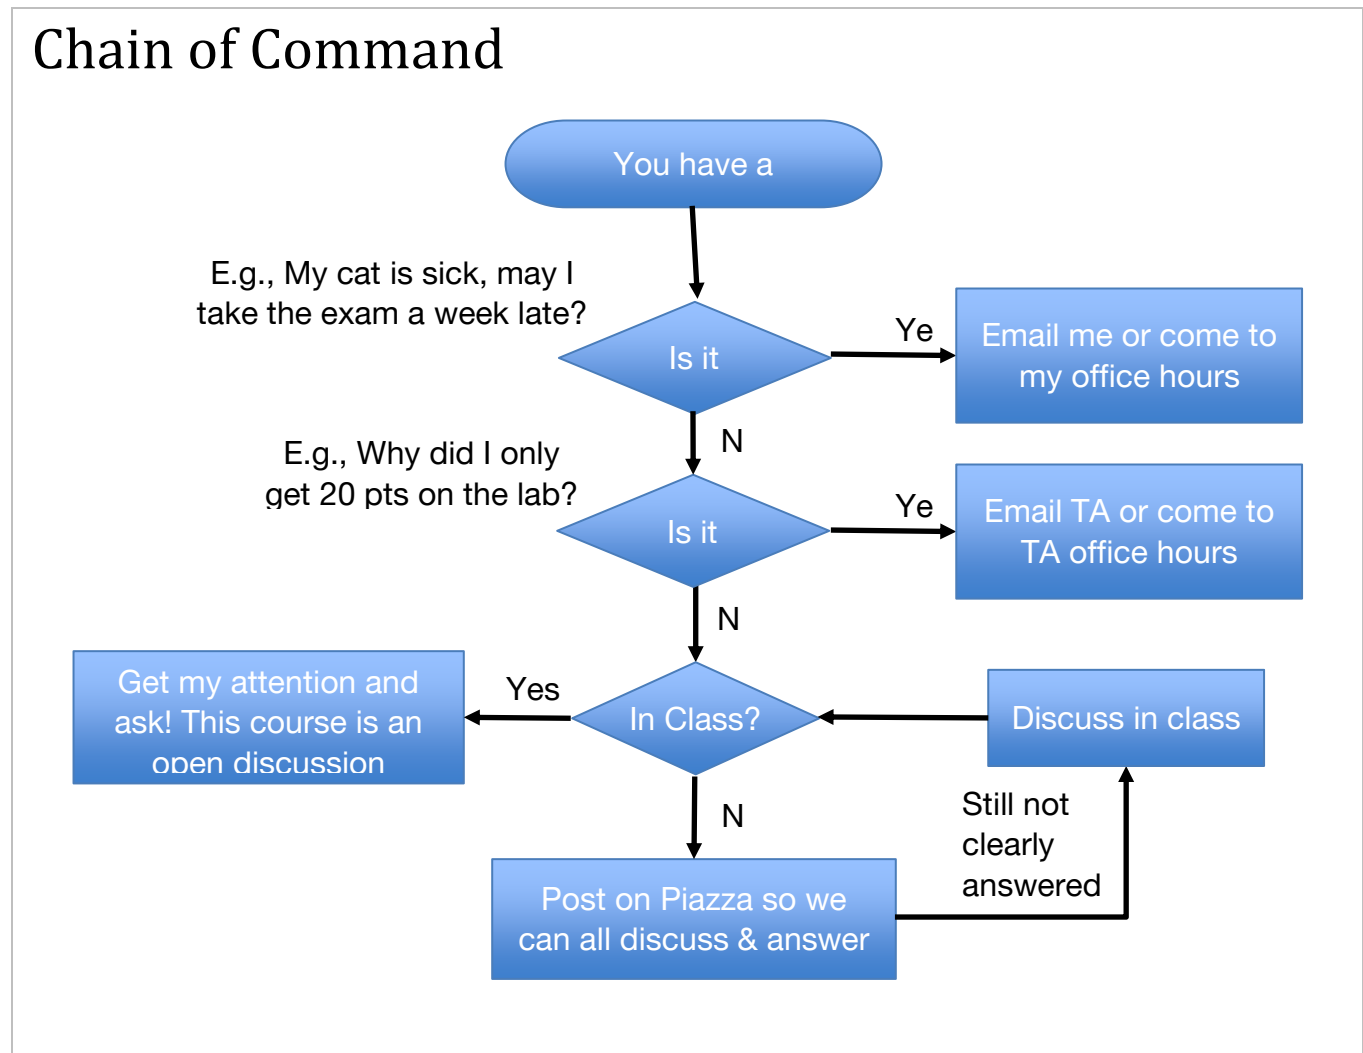 Chain of Command
You have a
E.g., My cat is sick, may I
take the exam a week late?
Is it
Ye
Email me or come to
my office hours
N
E.g., Why did I only
get 20 pts on the lab?
Is it
Ye
Email TA or come to
TA office hours
N
Get my attention and
ask! This course is an
open discussion
Yes
In Class?
Discuss in class
N
Still not
clearly
answered
Post on Piazza so we
can all discuss & answer